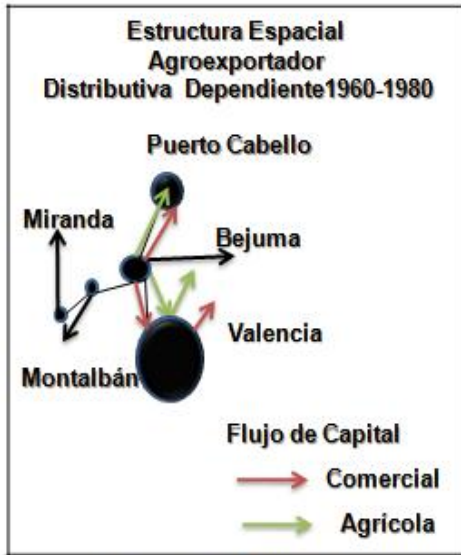 Estructura Espacial
Agroexportador
Distributiva Dependiente1960-1980
Puerto Cabello
Miranda
Bejuma
Valencia
Montalbán
Flujo de Capital
Comercial
Agrícola